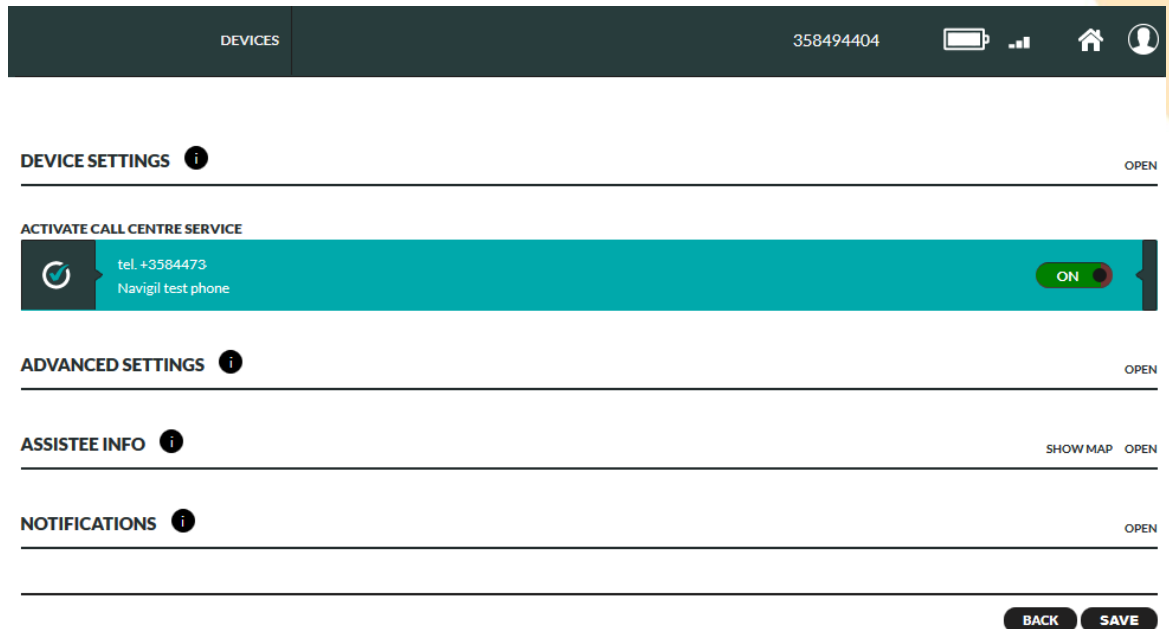 DEVICES 358494404
DEVICE SETTINGS i
OPEN
ACTIVATE CALL CENTRE SERVICE
tel. +3584473
Navigil test phone
ON
ADVANCED SETTINGS i
OPEN
ASSISTEE INFO i
SHOW MAP OPEN
NOTIFICATIONS i
OPEN
BACK SAVE